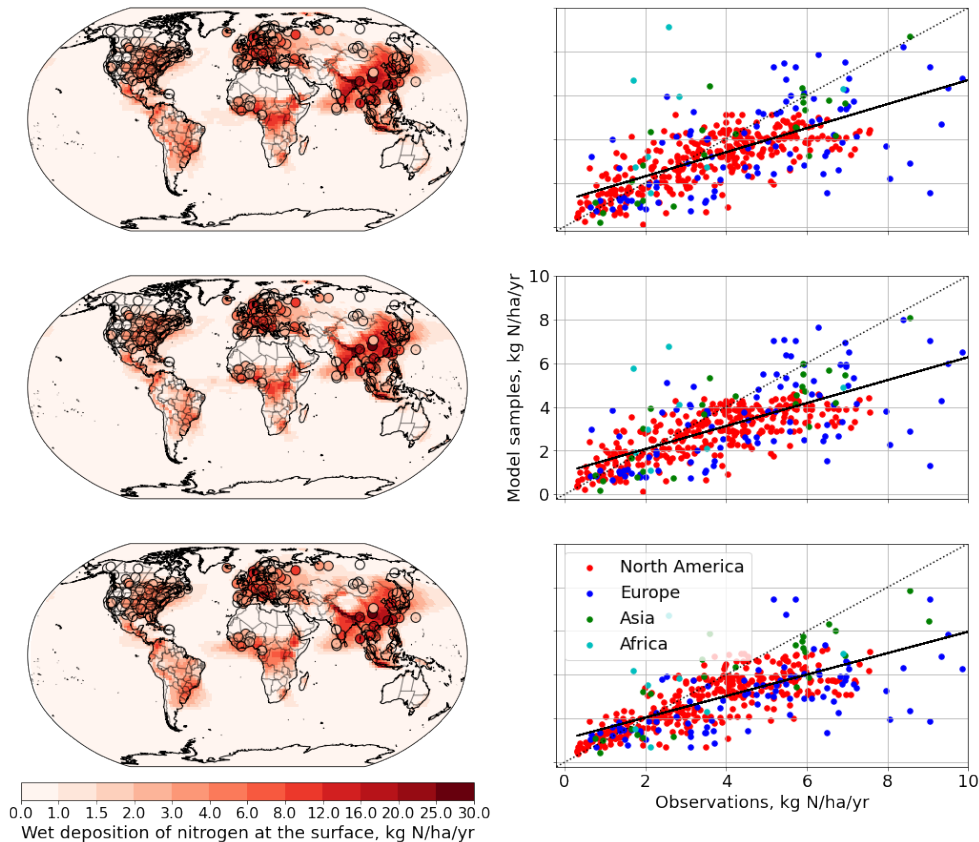 10
8
6
4
2
0
Model samples, kg N/ha/yr
North America
Europe
Asia
Africa
0 2 4 6 8 10
Observations, kg N/ha/yr
0.0 1.0 1.5 2.0 4.0 6.0 8.0 12.0 16.0 20.0 25.0 30.0
Wet deposition of nitrogen at the surface, kg N/ha/yr